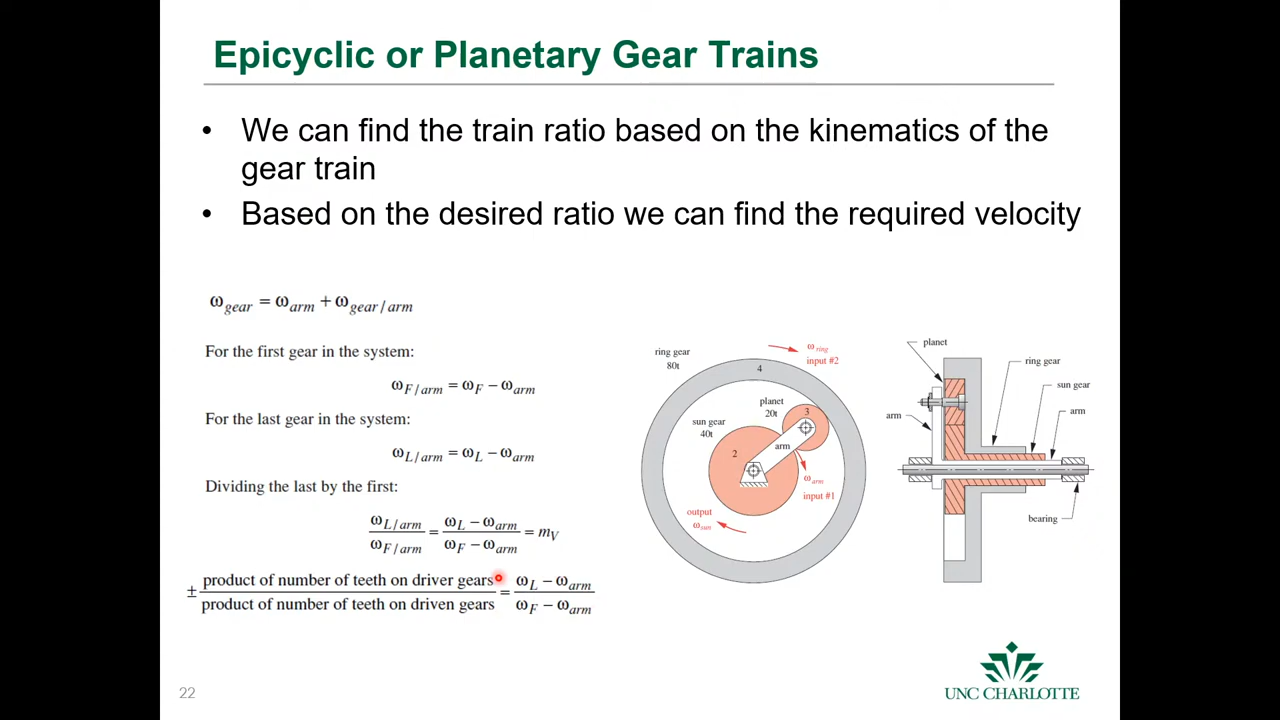 Epicyclic or Planetary Gear Trains
• We can find the train ratio based on the kinematics of the
gear train
• Based on the desired ratio we can find the required velocity
ω_gear = ω_arm + ω_gear/arm
For the first gear in the system:
ω_F/arm = ω_F − ω_arm
For the last gear in the system:
ω_L/arm = ω_L − ω_arm
Dividing the last by the first:
ω_L/arm / ω_F/arm = (ω_L − ω_arm) / (ω_F − ω_arm) = m_V
± product of number of teeth on driver gears / product of number of teeth on driven gears = (ω_L − ω_arm) / (ω_F − ω_arm)
ring gear
80t
4
ω_ring
input #2
planet
20t
3
sun gear
40t
2
arm
ω_arm
input #1
output
ω_sun
planet
ring gear
sun gear
arm
arm
bearing
22
UNC CHARLOTTE